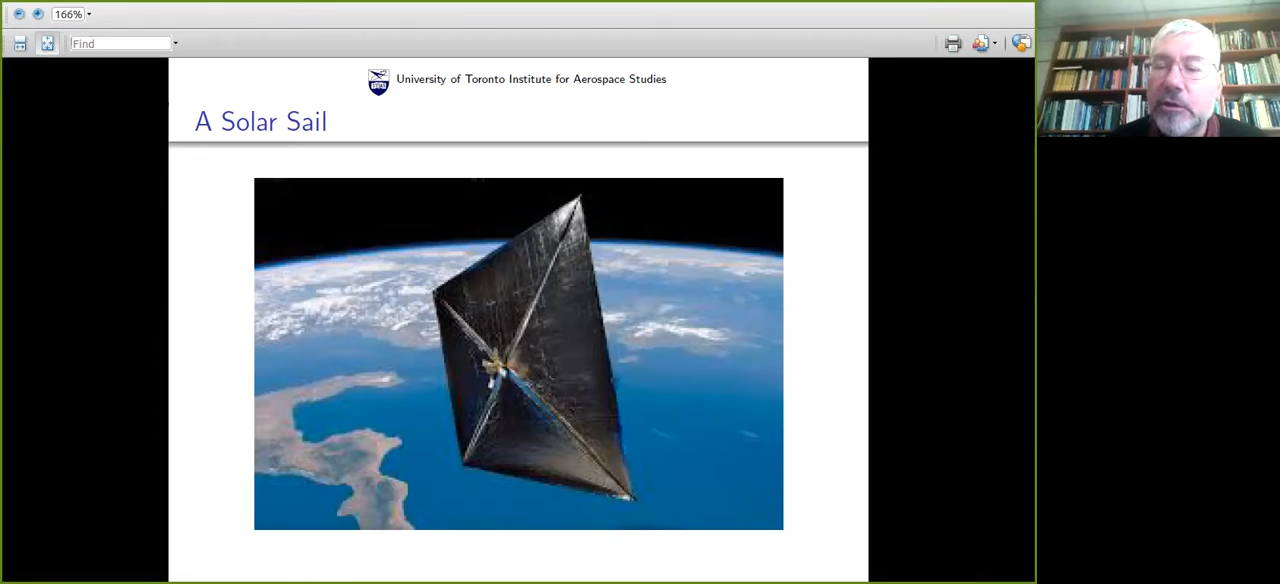 166%
Find
University of Toronto Institute for Aerospace Studies
A Solar Sail